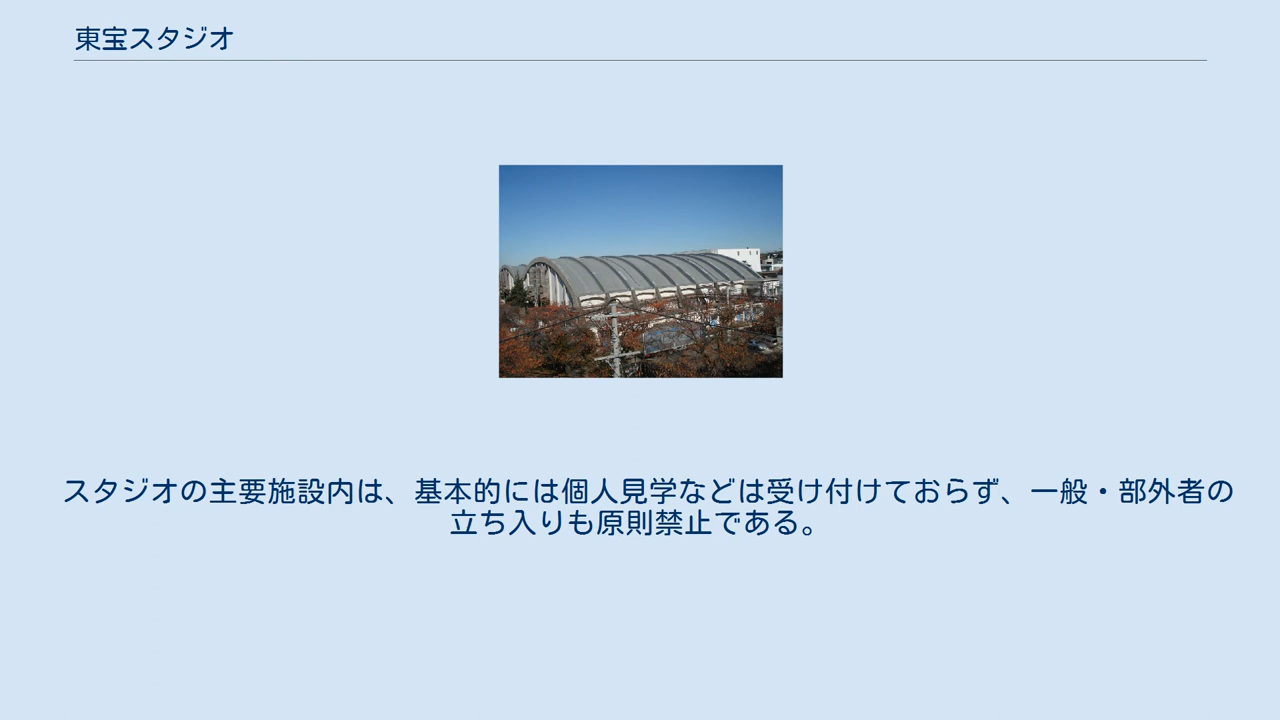 東宝スタジオ
スタジオの主要施設内は、基本的には個人見学などは受け付けておらず、一般・部外者の
立ち入りも原則禁止である。